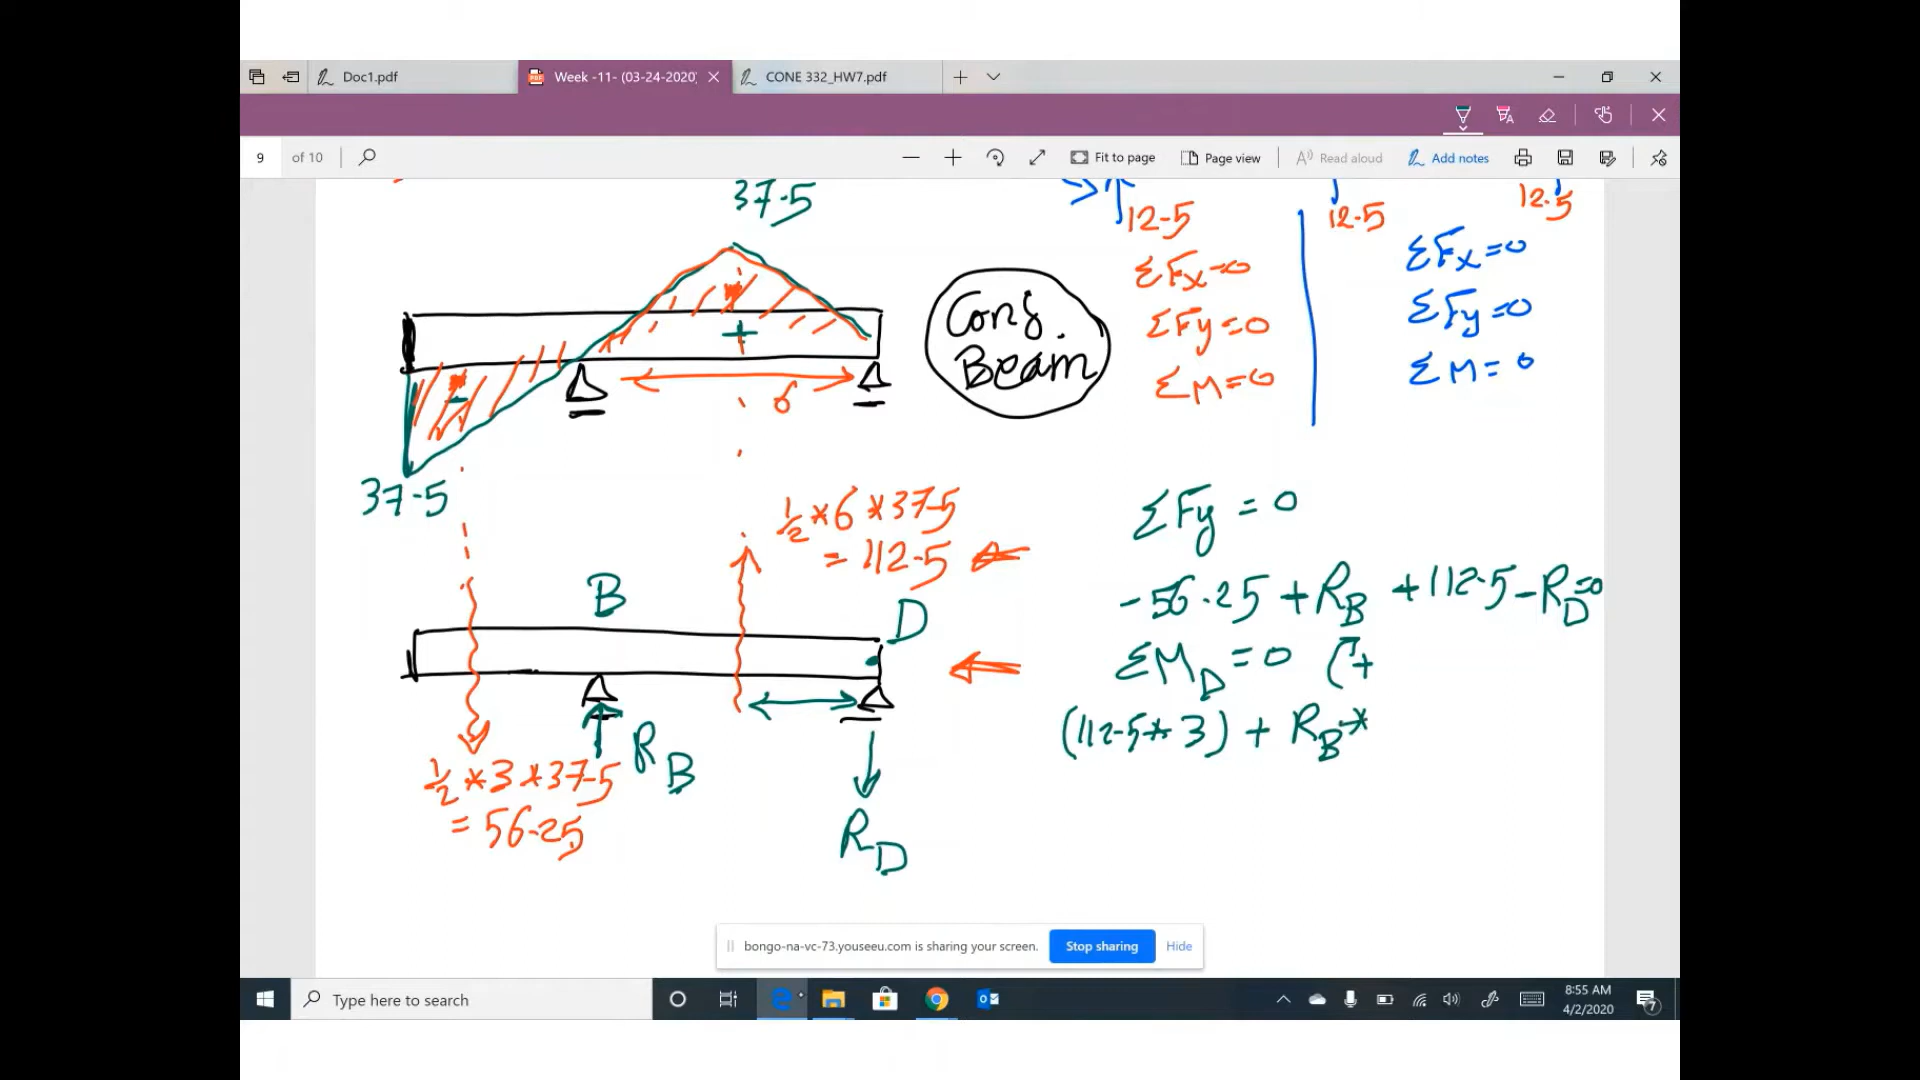 Doc1.pdf
Week -11- (03-24-2020)
CONE 332_HW7.pdf
9 of 10
Fit to page
Page view
Read aloud
Add notes
37-5
12-5
12-5
12.5
ΣFx=0
ΣFy=0
ΣM=0
ΣFx=0
ΣFy=0
ΣM=0
Conj.
Beam
+
-
6
37-5
1/2*6*37-5
= 112-5
B
D
RB
1/2*3*37-5
= 56-25
RD
ΣFy = 0
-56.25 + RB +112.5-RD=0
ΣMD = 0 (+
(112-5*3) + RB*
bongo-na-vc-73.youseeu.com is sharing your screen.
Stop sharing
Hide
Type here to search
8:55 AM
4/2/2020
7